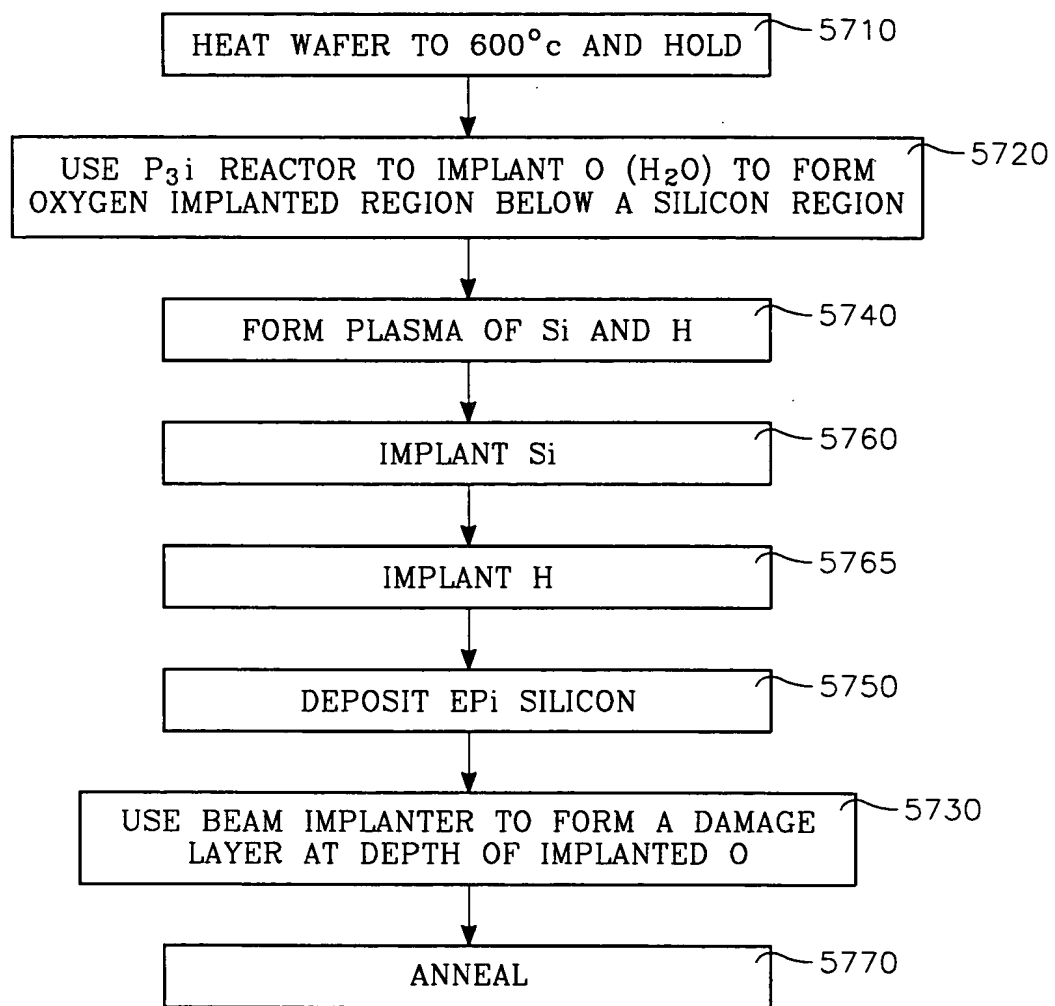 HEAT WAFER TO 600°c AND HOLD
5710
USE P₃i REACTOR TO IMPLANT O (H₂O) TO FORM
OXYGEN IMPLANTED REGION BELOW A SILICON REGION
5720
FORM PLASMA OF Si AND H
5740
IMPLANT Si
5760
IMPLANT H
5765
DEPOSIT EPi SILICON
5750
USE BEAM IMPLANTER TO FORM A DAMAGE
LAYER AT DEPTH OF IMPLANTED O
5730
ANNEAL
5770